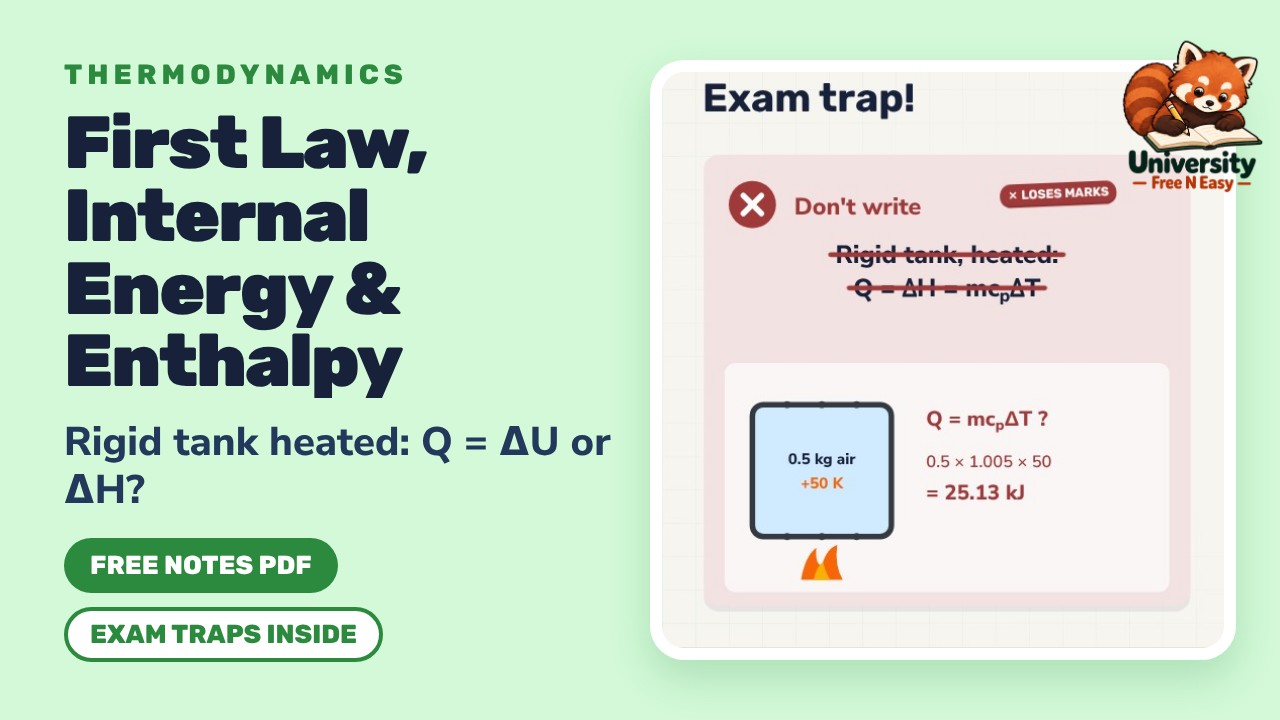 THERMODYNAMICS
First Law,
Internal
Energy &
Enthalpy
Rigid tank heated: Q = ΔU or
ΔH?
FREE NOTES PDF
EXAM TRAPS INSIDE
Exam trap!
University
Free N Easy
Don't write
× LOSES MARKS
Rigid tank, heated:
Q = ΔH = mcₚΔT
0.5 kg air
+50 K
Q = mcₚΔT ?
0.5 × 1.005 × 50
= 25.13 kJ